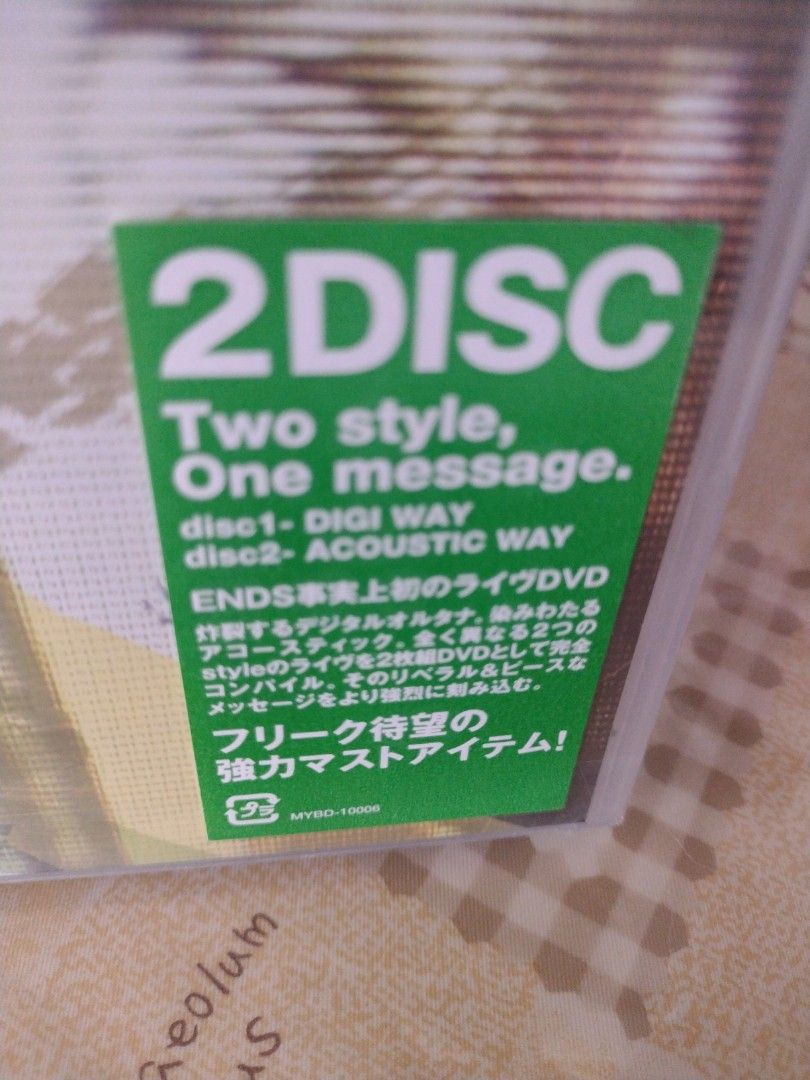 2DISC
Two style,
One message.
disc1- DIGI WAY
disc2- ACOUSTIC WAY
ENDS事実上初のライヴDVD
炸裂するデジタルオルタナ。染みわたる
アコースティック。全く異なる2つの
styleのライヴを2枚組DVDとして完全
コンパイル。そのリベラル&ピースな
メッセージをより強烈に刻み込む。
フリーク待望の
強力マストアイテム!
プラ
MYBD-10006